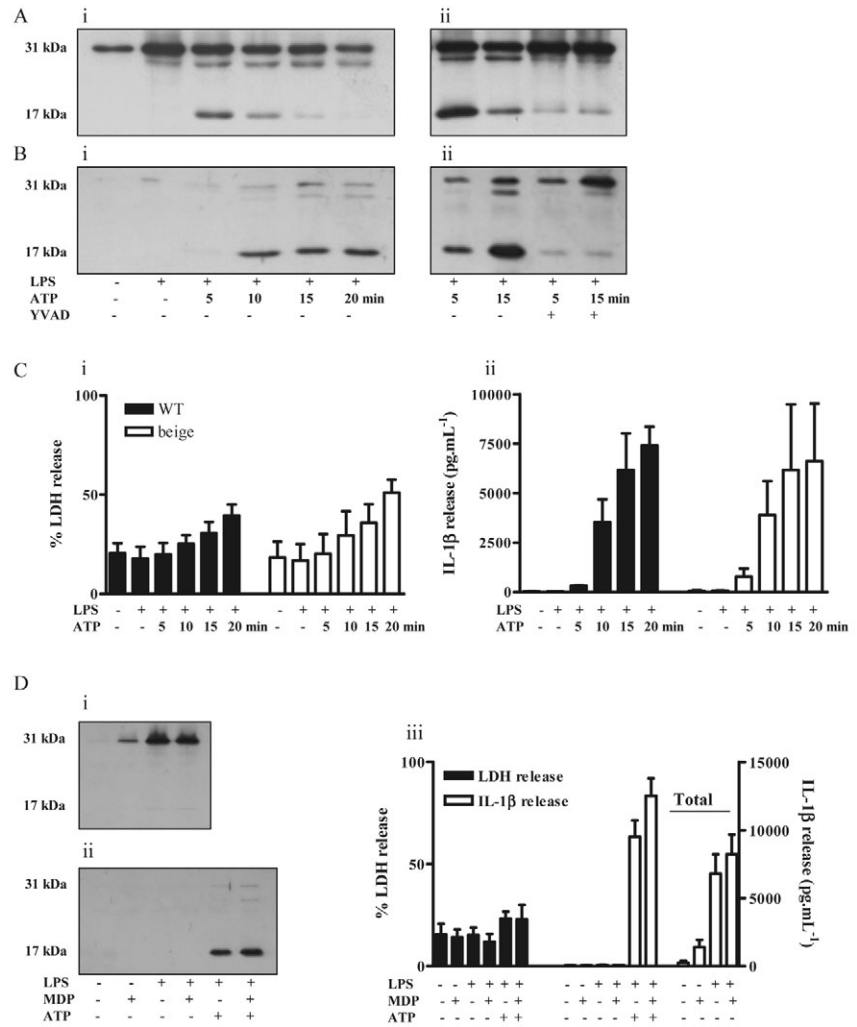 A i ii
31 kDa
17 kDa
B i ii
31 kDa
17 kDa
LPS - + + + + + + + + +
ATP - - 5 10 15 20 min 5 15 5 15 min
YVAD - - - - - - - - + +
C i ii
100
50
0
% LDH release
WT
beige
LPS - + + + + + - + + + + +
ATP - - 5 10 15 20 min - - 5 10 15 20 min
10000
7500
5000
2500
0
IL-1β release (pg.mL-1)
LPS - + + + + + - + + + + +
ATP - - 5 10 15 20 min - - 5 10 15 20 min
D i
31 kDa
17 kDa
ii
31 kDa
17 kDa
LPS - - + + + +
MDP - + - + - +
ATP - - - - + +
iii
100
50
0
% LDH release
LDH release
IL-1β release
Total
15000
10000
5000
0
IL-1β release (pg.mL-1)
LPS - - + + + + - - + + + + - - + +
MDP - + - + - + - + - + - + - + - +
ATP - - - - + + - - - - + + - - - -